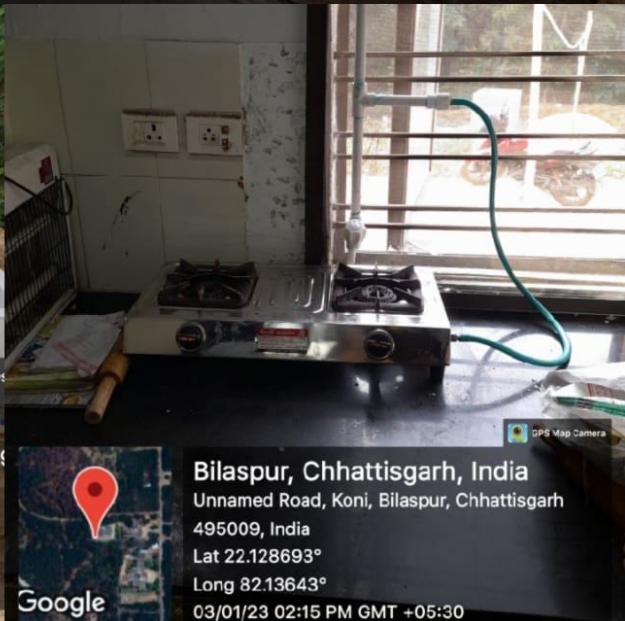 GPS Map Camera
Bilaspur, Chhattisgarh, India
Unnamed Road, Koni, Bilaspur, Chhattisgarh
495009, India
Lat 22.128693°
Long 82.13643°
03/01/23 02:15 PM GMT +05:30
Google